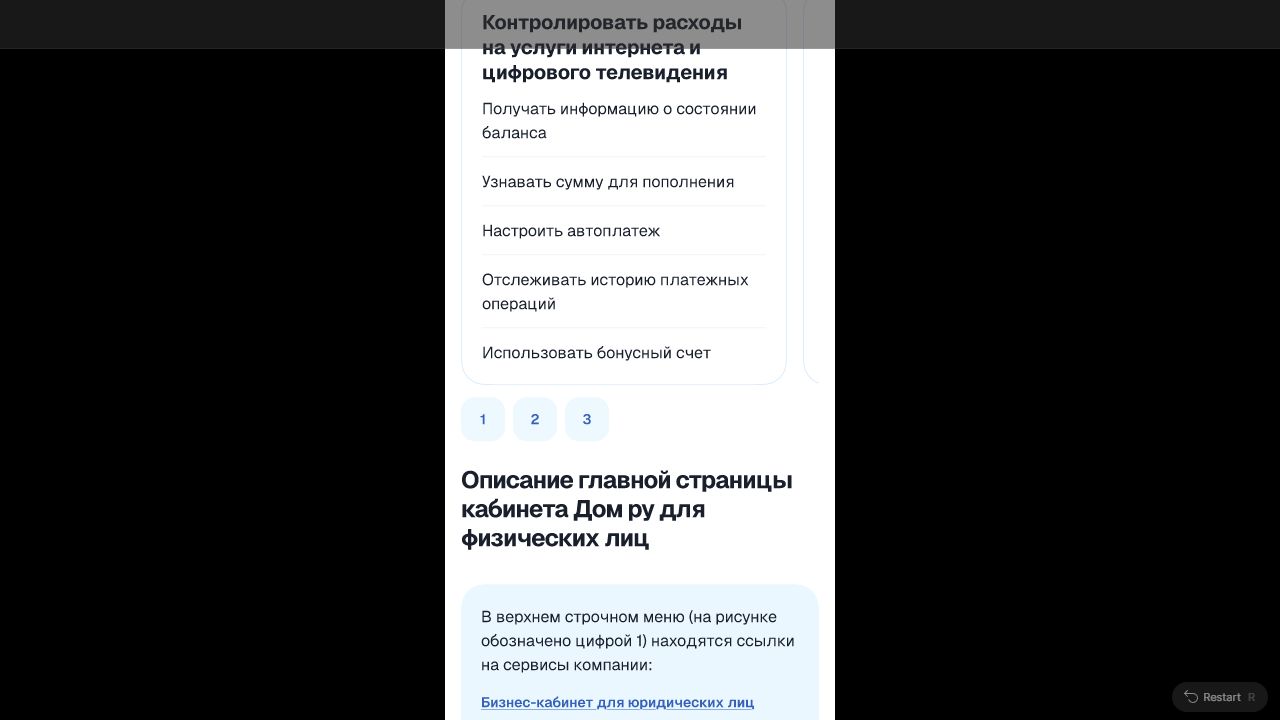 Контролировать расходы
на услуги интернета и
цифрового телевидения
Получать информацию о состоянии
баланса
Узнавать сумму для пополнения
Настроить автоплатеж
Отслеживать историю платежных
операций
Использовать бонусный счет
1 2 3
Описание главной страницы
кабинета Дом ру для
физических лиц
В верхнем строчном меню (на рисунке
обозначено цифрой 1) находятся ссылки
на сервисы компании:
Бизнес-кабинет для юридических лиц
Restart R